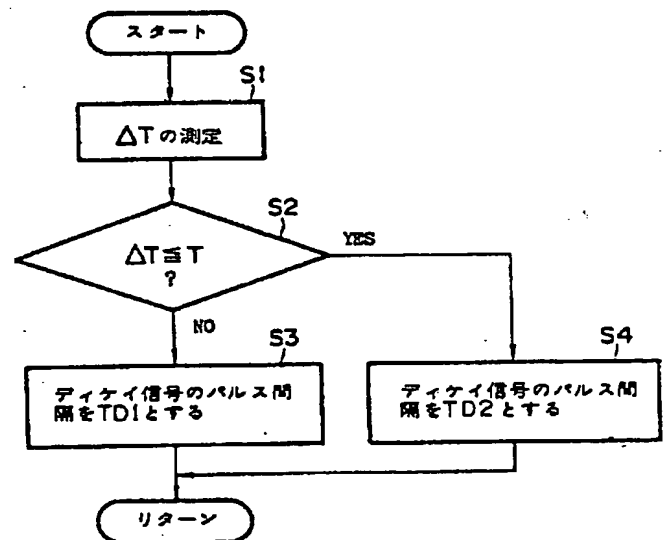 スタート
S1
ΔTの測定
S2
ΔT≦T
?
YES
NO
S3
ディケイ信号のパルス間
隔をTD1とする
S4
ディケイ信号のパルス間
隔をTD2とする
リターン